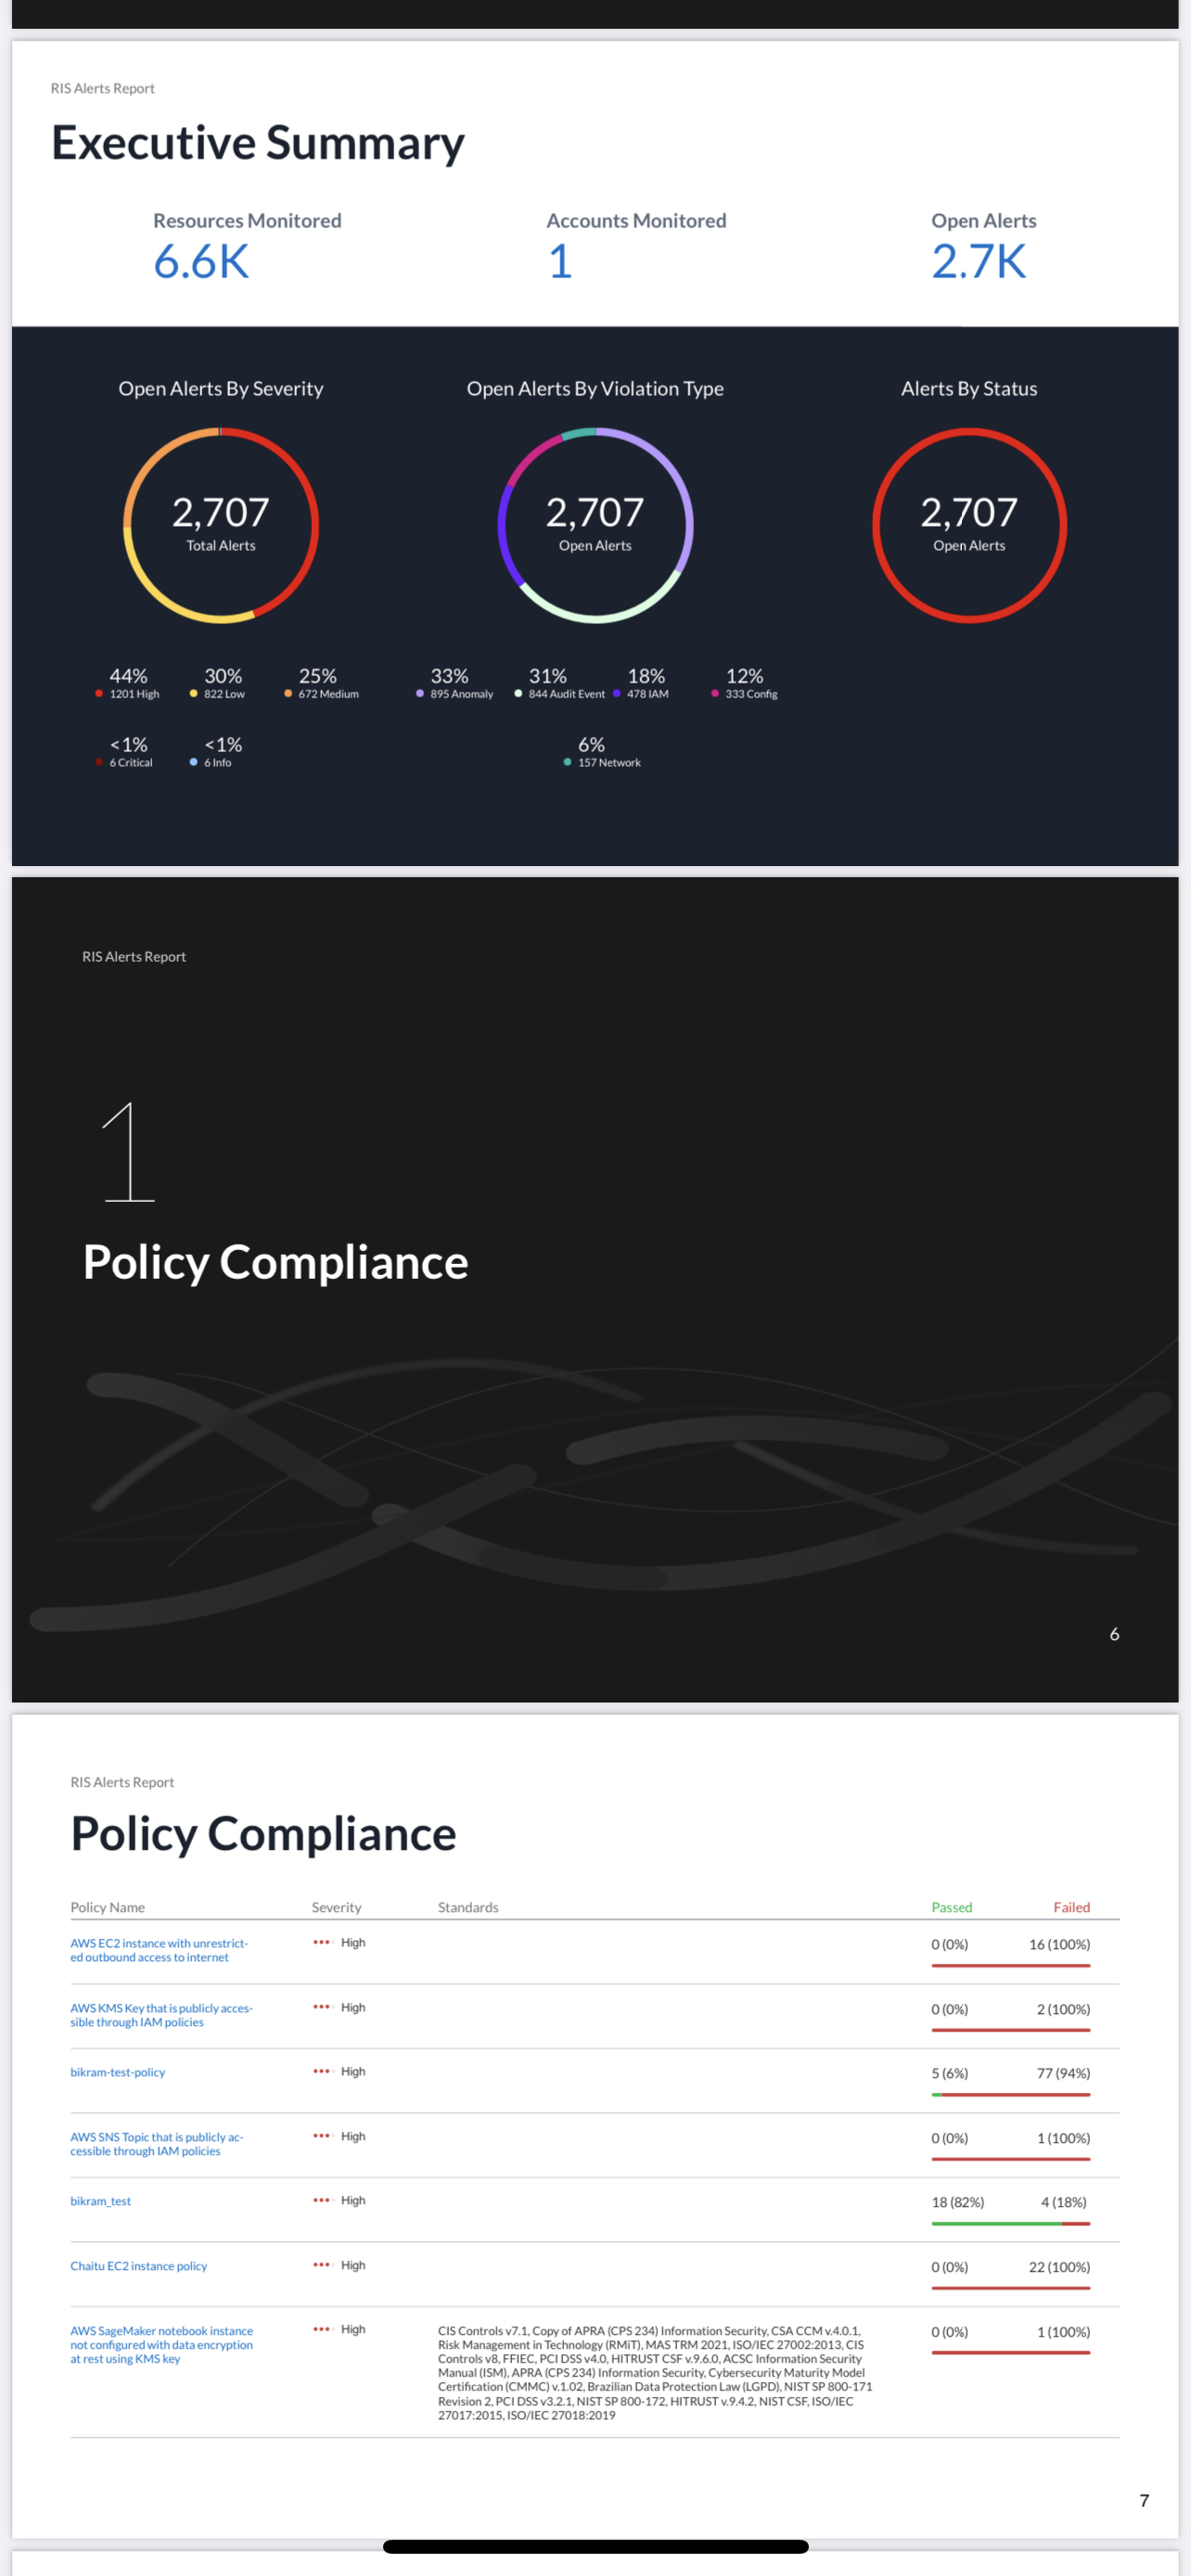 RIS Alerts Report
Executive Summary
Resources Monitored
6.6K
Accounts Monitored
1
Open Alerts
2.7K
Open Alerts By Severity
2,707
Total Alerts
44%
1201 High
30%
822 Low
25%
672 Medium
<1%
6 Critical
<1%
6 Info
Open Alerts By Violation Type
2,707
Open Alerts
33%
895 Anomaly
31%
844 Audit Event
18%
478 IAM
12%
333 Config
6%
157 Network
Alerts By Status
2,707
Open Alerts
RIS Alerts Report
1
Policy Compliance
6
RIS Alerts Report
Policy Compliance
Policy Name Severity Standards Passed Failed
AWS EC2 instance with unrestrict-
ed outbound access to internet
High
0 (0%) 16 (100%)
AWS KMS Key that is publicly acces-
sible through IAM policies
High
0 (0%) 2 (100%)
bikram-test-policy
High
5 (6%) 77 (94%)
AWS SNS Topic that is publicly ac-
cessible through IAM policies
High
0 (0%) 1 (100%)
bikram_test
High
18 (82%) 4 (18%)
Chaitu EC2 instance policy
High
0 (0%) 22 (100%)
AWS SageMaker notebook instance
not configured with data encryption
at rest using KMS key
High
CIS Controls v7.1, Copy of APRA (CPS 234) Information Security, CSA CCM v.4.0.1,
Risk Management in Technology (RMiT), MAS TRM 2021, ISO/IEC 27002:2013, CIS
Controls v8, FFIEC, PCI DSS v4.0, HITRUST CSF v.9.6.0, ACSC Information Security
Manual (ISM), APRA (CPS 234) Information Security, Cybersecurity Maturity Model
Certification (CMMC) v.1.02, Brazilian Data Protection Law (LGPD), NIST SP 800-171
Revision 2, PCI DSS v3.2.1, NIST SP 800-172, HITRUST v.9.4.2, NIST CSF, ISO/IEC
27017:2015, ISO/IEC 27018:2019
0 (0%) 1 (100%)
7